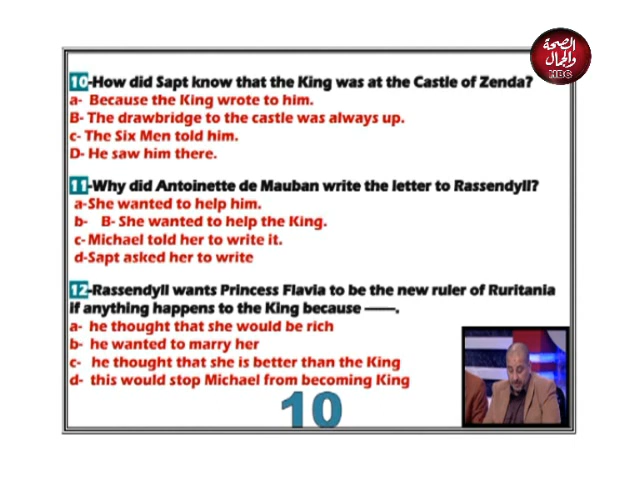 الصحة
والجمال
HBC
10-How did Sapt know that the King was at the Castle of Zenda?
a- Because the King wrote to him.
B- The drawbridge to the castle was always up.
c- The Six Men told him.
D- He saw him there.
11-Why did Antoinette de Mauban write the letter to Rassendyll?
a-She wanted to help him.
b- B- She wanted to help the King.
c- Michael told her to write it.
d-Sapt asked her to write
12-Rassendyll wants Princess Flavia to be the new ruler of Ruritania
if anything happens to the King because ——.
a- he thought that she would be rich
b- he wanted to marry her
c- he thought that she is better than the King
d- this would stop Michael from becoming King
10